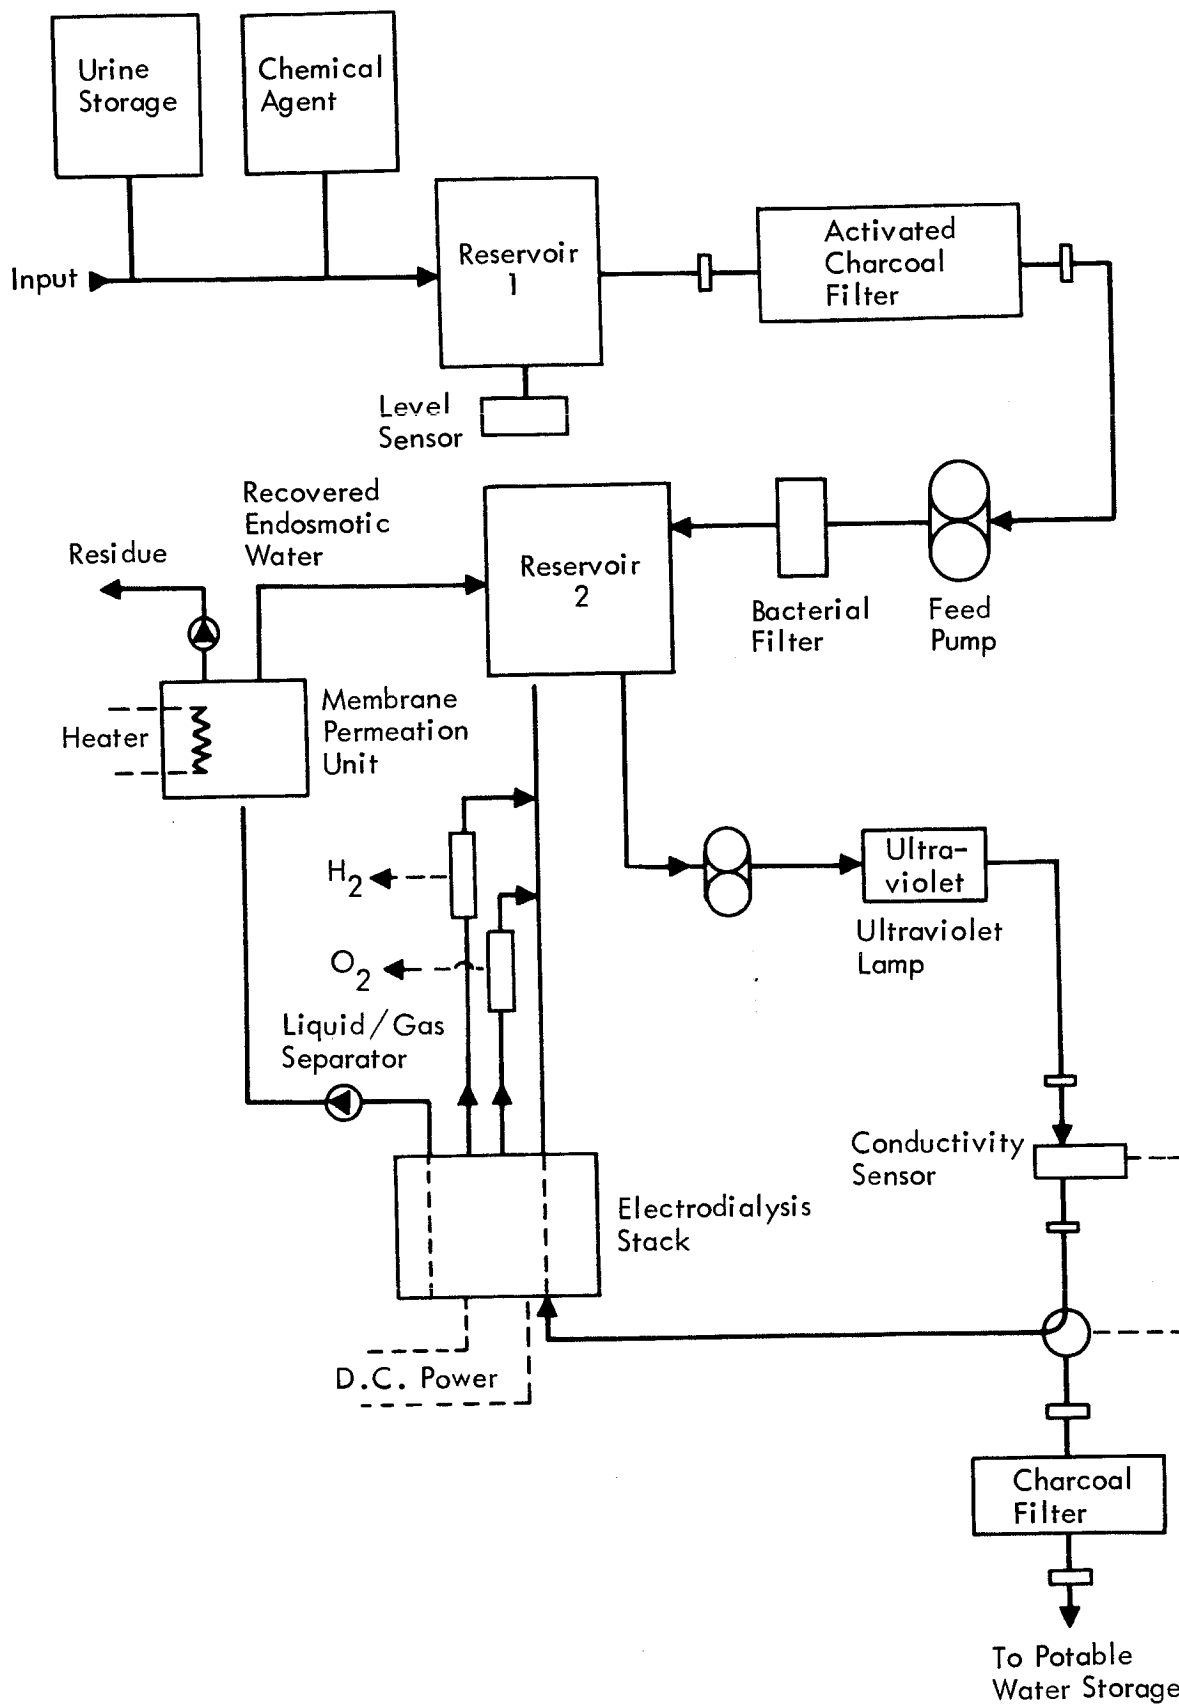 Urine
Storage
Chemical
Agent
Input
Reservoir
1
Activated
Charcoal
Filter
Level
Sensor
Recovered
Endosmotic
Water
Residue
Reservoir
2
Bacterial
Filter
Feed
Pump
Heater
Membrane
Permeation
Unit
H2
O2
Ultra-
violet
Ultraviolet
Lamp
Liquid/Gas
Separator
Conductivity
Sensor
Electrodialysis
Stack
D.C. Power
Charcoal
Filter
To Potable
Water Storage